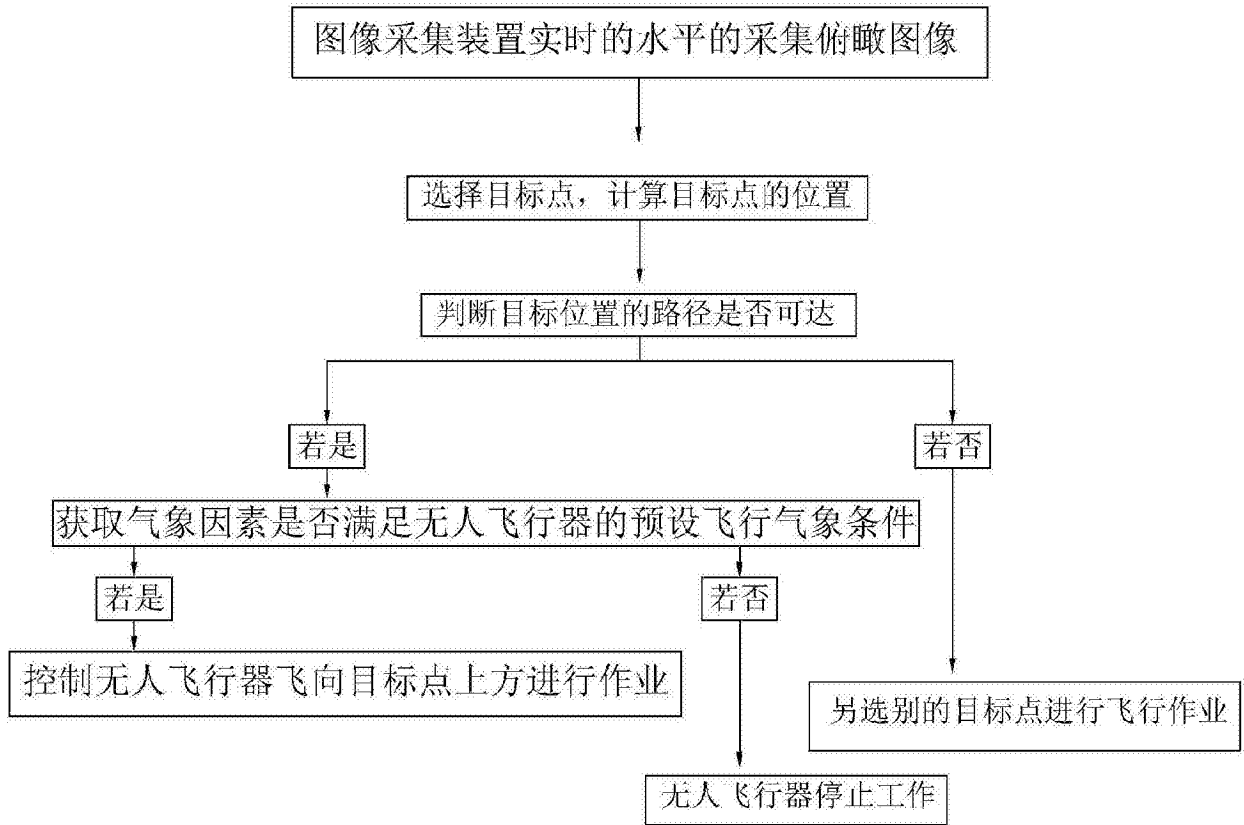 图像采集装置实时的水平的采集俯瞰图像
选择目标点，计算目标点的位置
判断目标位置的路径是否可达
若是
若否
获取气象因素是否满足无人飞行器的预设飞行气象条件
若是
若否
控制无人飞行器飞向目标点上方进行作业
另选别的目标点进行飞行作业
无人飞行器停止工作